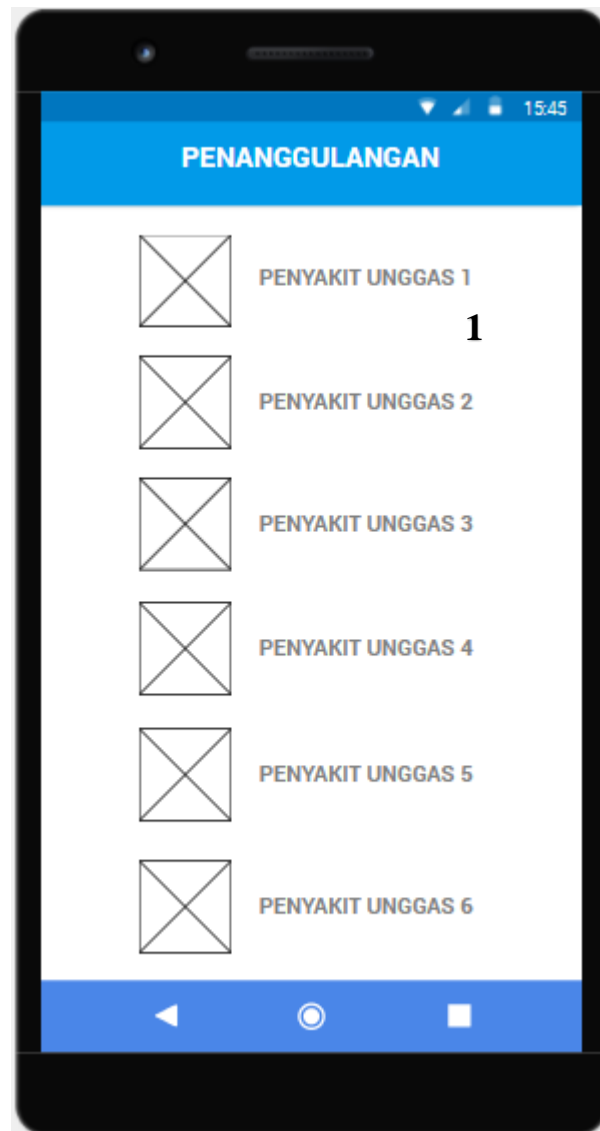 15:45
PENANGGULANGAN
PENYAKIT UNGGAS 1
1
PENYAKIT UNGGAS 2
PENYAKIT UNGGAS 3
PENYAKIT UNGGAS 4
PENYAKIT UNGGAS 5
PENYAKIT UNGGAS 6